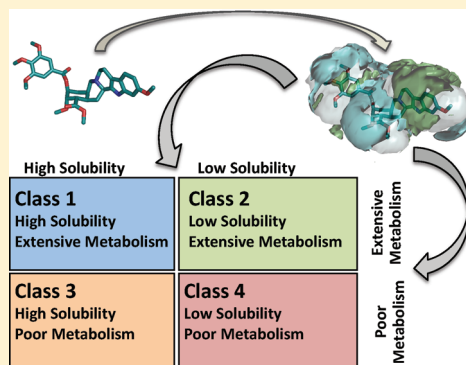 High Solubility
Low Solubility
Class 1
High Solubility
Extensive Metabolism
Class 2
Low Solubility
Extensive Metabolism
Class 3
High Solubility
Poor Metabolism
Class 4
Low Solubility
Poor Metabolism
Extensive
Metabolism
Poor
Metabolism